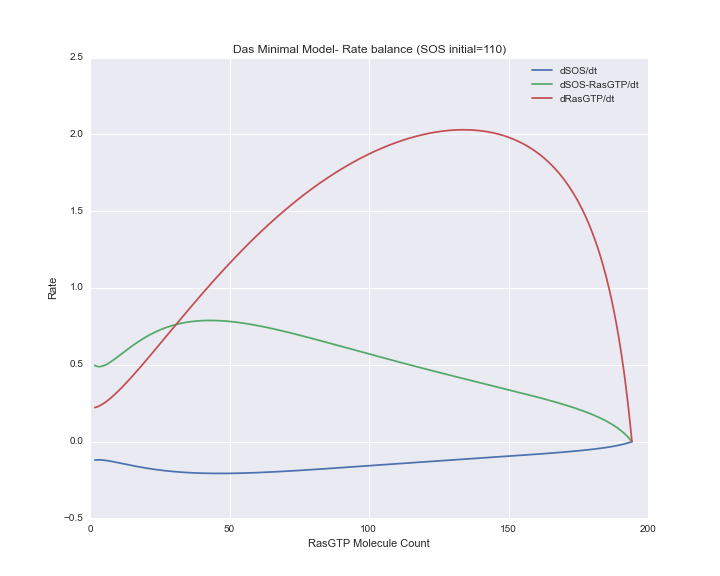 Das Minimal Model- Rate balance (SOS initial=110)
2.5
2.0
1.5
1.0
0.5
0.0
−0.5
Rate
dSOS/dt
dSOS-RasGTP/dt
dRasGTP/dt
0
50
100
150
200
RasGTP Molecule Count